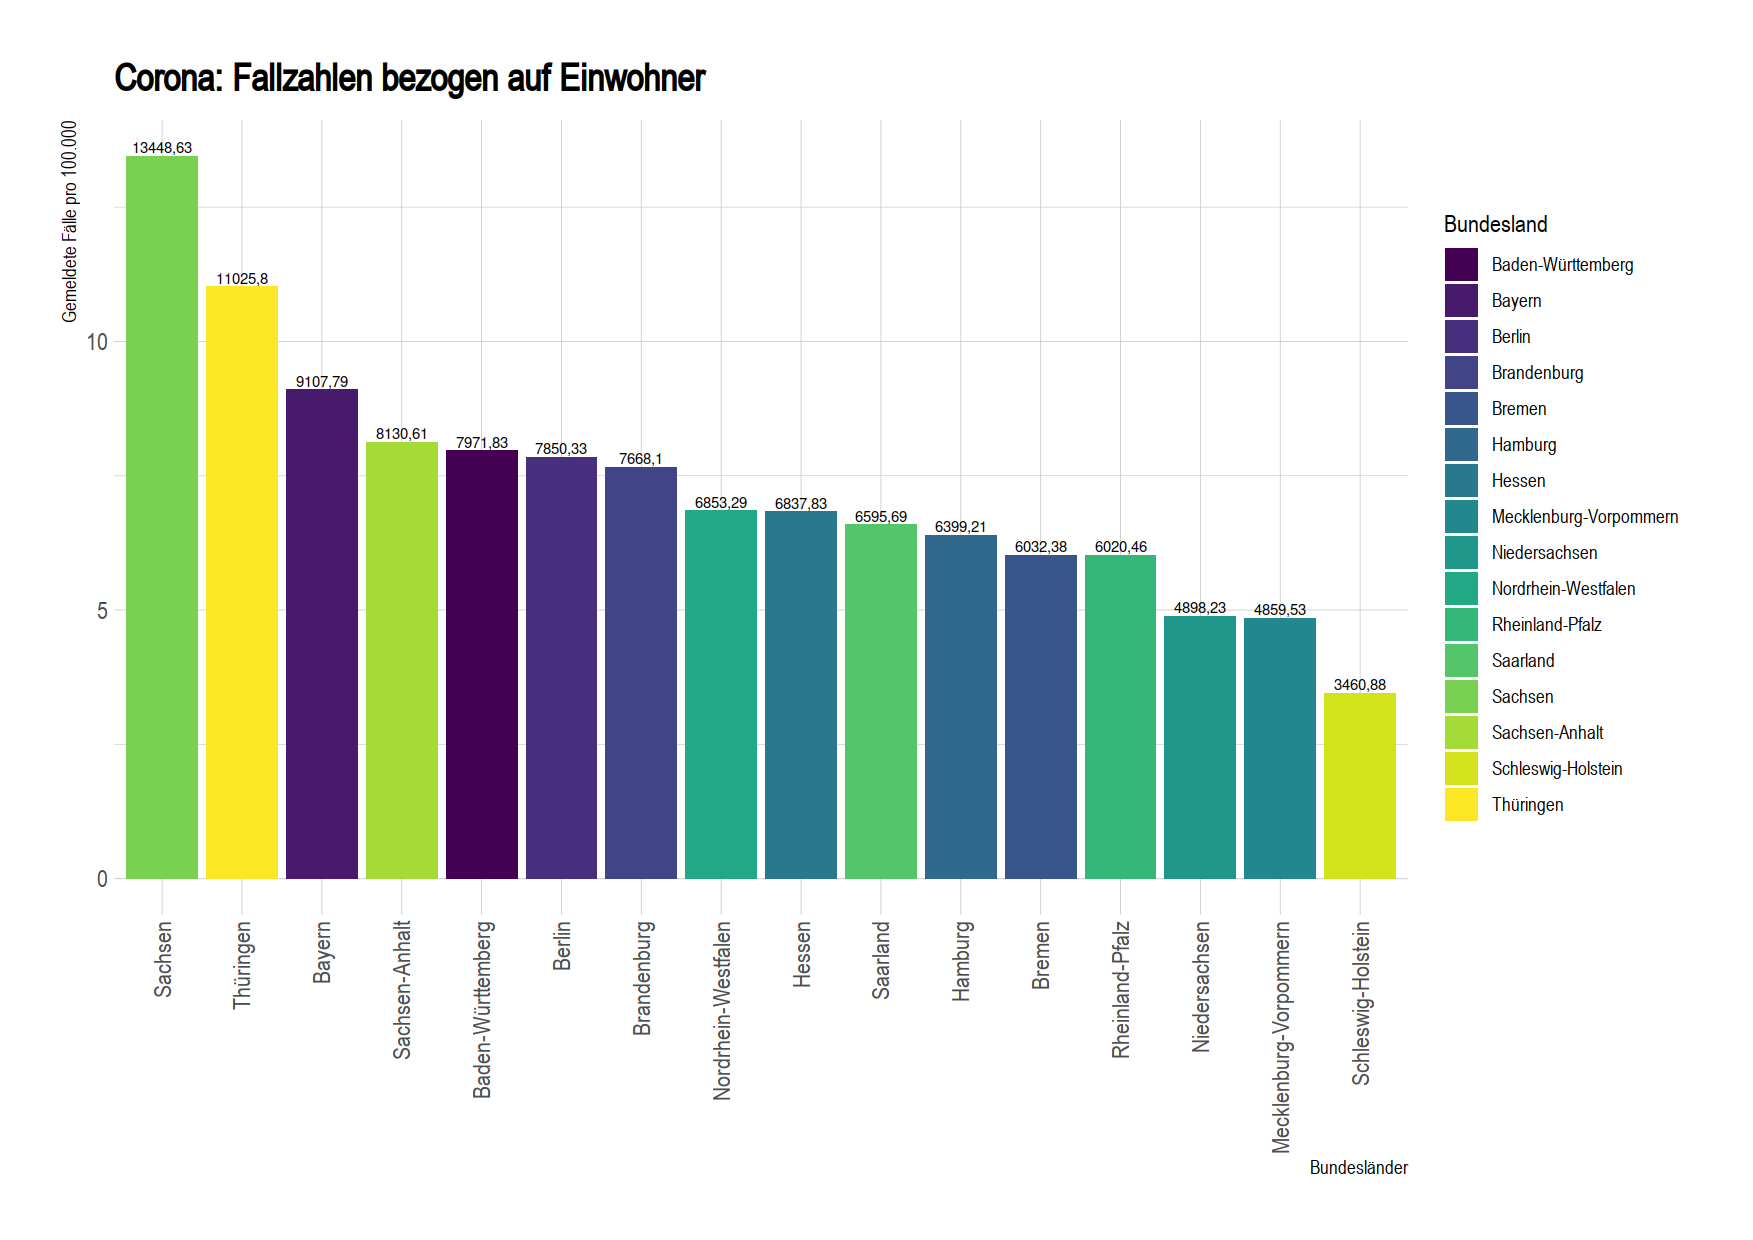 Corona: Fallzahlen bezogen auf Einwohner
Gemeldete Fälle pro 100.000
10
5
0
13448,63
11025,8
9107,79
8130,61
7971,83
7850,33
7668,1
6853,29
6837,83
6595,69
6399,21
6032,38
6020,46
4898,23
4859,53
3460,88
Sachsen
Thüringen
Bayern
Sachsen-Anhalt
Baden-Württemberg
Berlin
Brandenburg
Nordrhein-Westfalen
Hessen
Saarland
Hamburg
Bremen
Rheinland-Pfalz
Niedersachsen
Mecklenburg-Vorpommern
Schleswig-Holstein
Bundesländer
Bundesland
Baden-Württemberg
Bayern
Berlin
Brandenburg
Bremen
Hamburg
Hessen
Mecklenburg-Vorpommern
Niedersachsen
Nordrhein-Westfalen
Rheinland-Pfalz
Saarland
Sachsen
Sachsen-Anhalt
Schleswig-Holstein
Thüringen